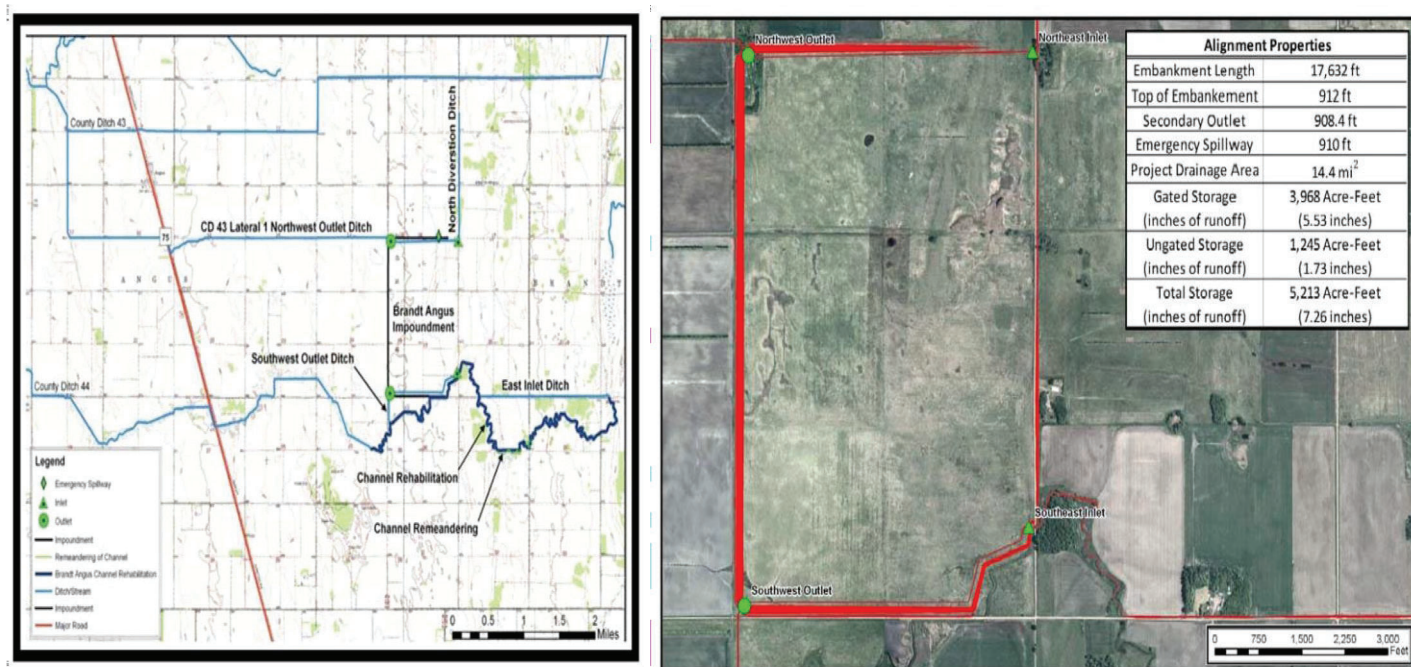 County Ditch 43
North Diverstion Ditch
75
CD 43 Lateral 1 Northwest Outlet Ditch
A N G U S
B R A N D T
Brandt Angus
Impoundment
Southwest Outlet Ditch
East Inlet Ditch
County Ditch 44
Channel Rehabilitation
Channel Remeandering
Legend
Emergency Spillway
Inlet
Outlet
Impoundment
Remeandering of Channel
Brandt Angus Channel Rehabilitation
Ditch/Stream
Impoundment
Major Road
0 0.5 1 1.5 2
Miles
Northwest Outlet
Northeast Inlet
Southeast Inlet
Southwest Outlet
Alignment Properties
Embankment Length 17,632 ft
Top of Embankement 912 ft
Secondary Outlet 908.4 ft
Emergency Spillway 910 ft
Project Drainage Area 14.4 mi²
Gated Storage 3,968 Acre-Feet
(inches of runoff) (5.53 inches)
Ungated Storage 1,245 Acre-Feet
(inches of runoff) (1.73 inches)
Total Storage 5,213 Acre-Feet
(inches of runoff) (7.26 inches)
0 750 1,500 2,250 3,000
Feet